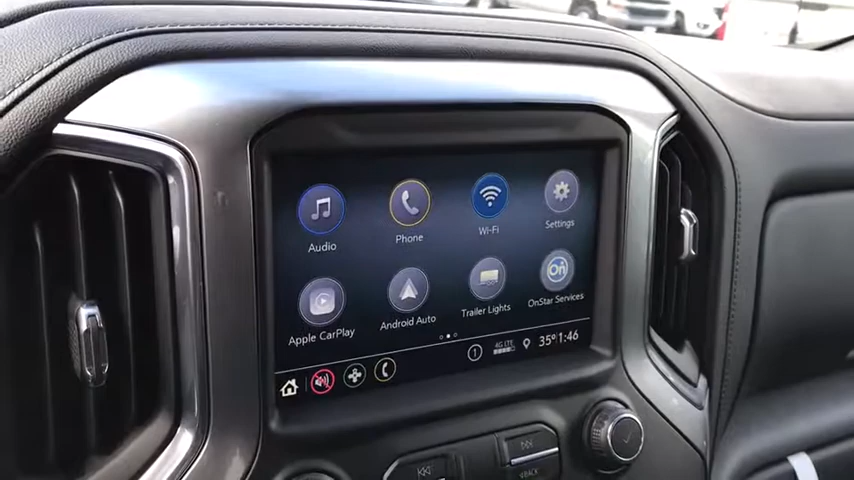 Audio
Phone
Wi-Fi
Settings
Apple CarPlay
Android Auto
Trailer Lights
OnStar Services
On
1
4G LTE
35° 1:46
BACK